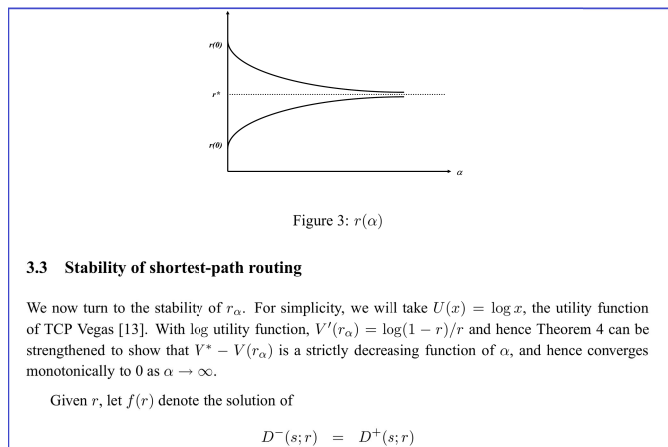 r(0)
r*
r(0)
α
Figure 3: r(α)
3.3 Stability of shortest-path routing
We now turn to the stability of r_α. For simplicity, we will take U(x) = log x, the utility function
of TCP Vegas [13]. With log utility function, V′(r_α) = log(1 − r)/r and hence Theorem 4 can be
strengthened to show that V* − V(r_α) is a strictly decreasing function of α, and hence converges
monotonically to 0 as α → ∞.
Given r, let f(r) denote the solution of
D⁻(s; r) = D⁺(s; r)